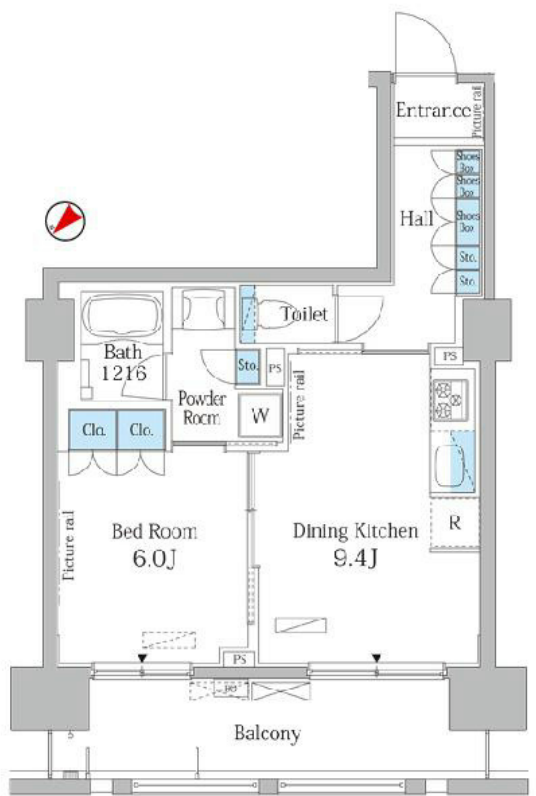 Entrance
Picture rail
Shoes Box
Shoes Box
Shoes Box
Hall
Sto.
Sto.
Toilet
Bath
1216
Sto.
PS
PS
Powder
Room
W
Picture rail
Clo.
Clo.
Bed Room
6.0J
Dining Kitchen
9.4J
R
Picture rail
PS
Balcony